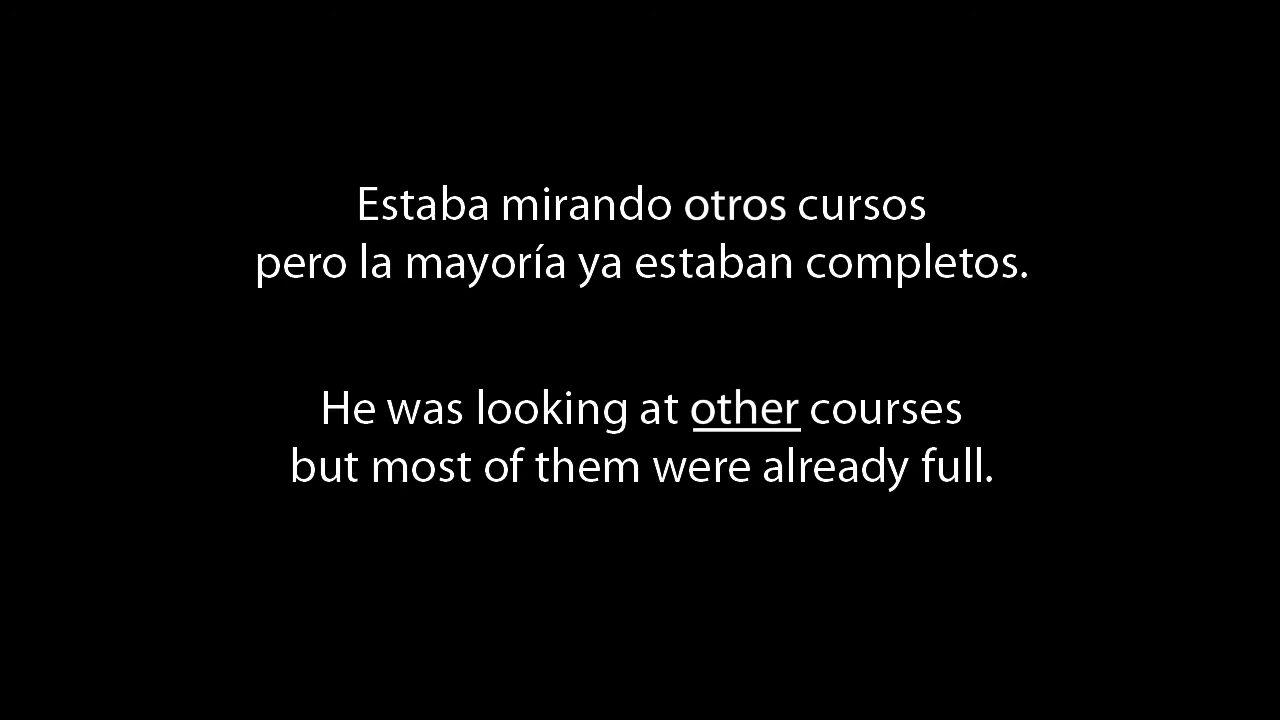 Estaba mirando otros cursos
pero la mayoría ya estaban completos.
He was looking at other courses
but most of them were already full.